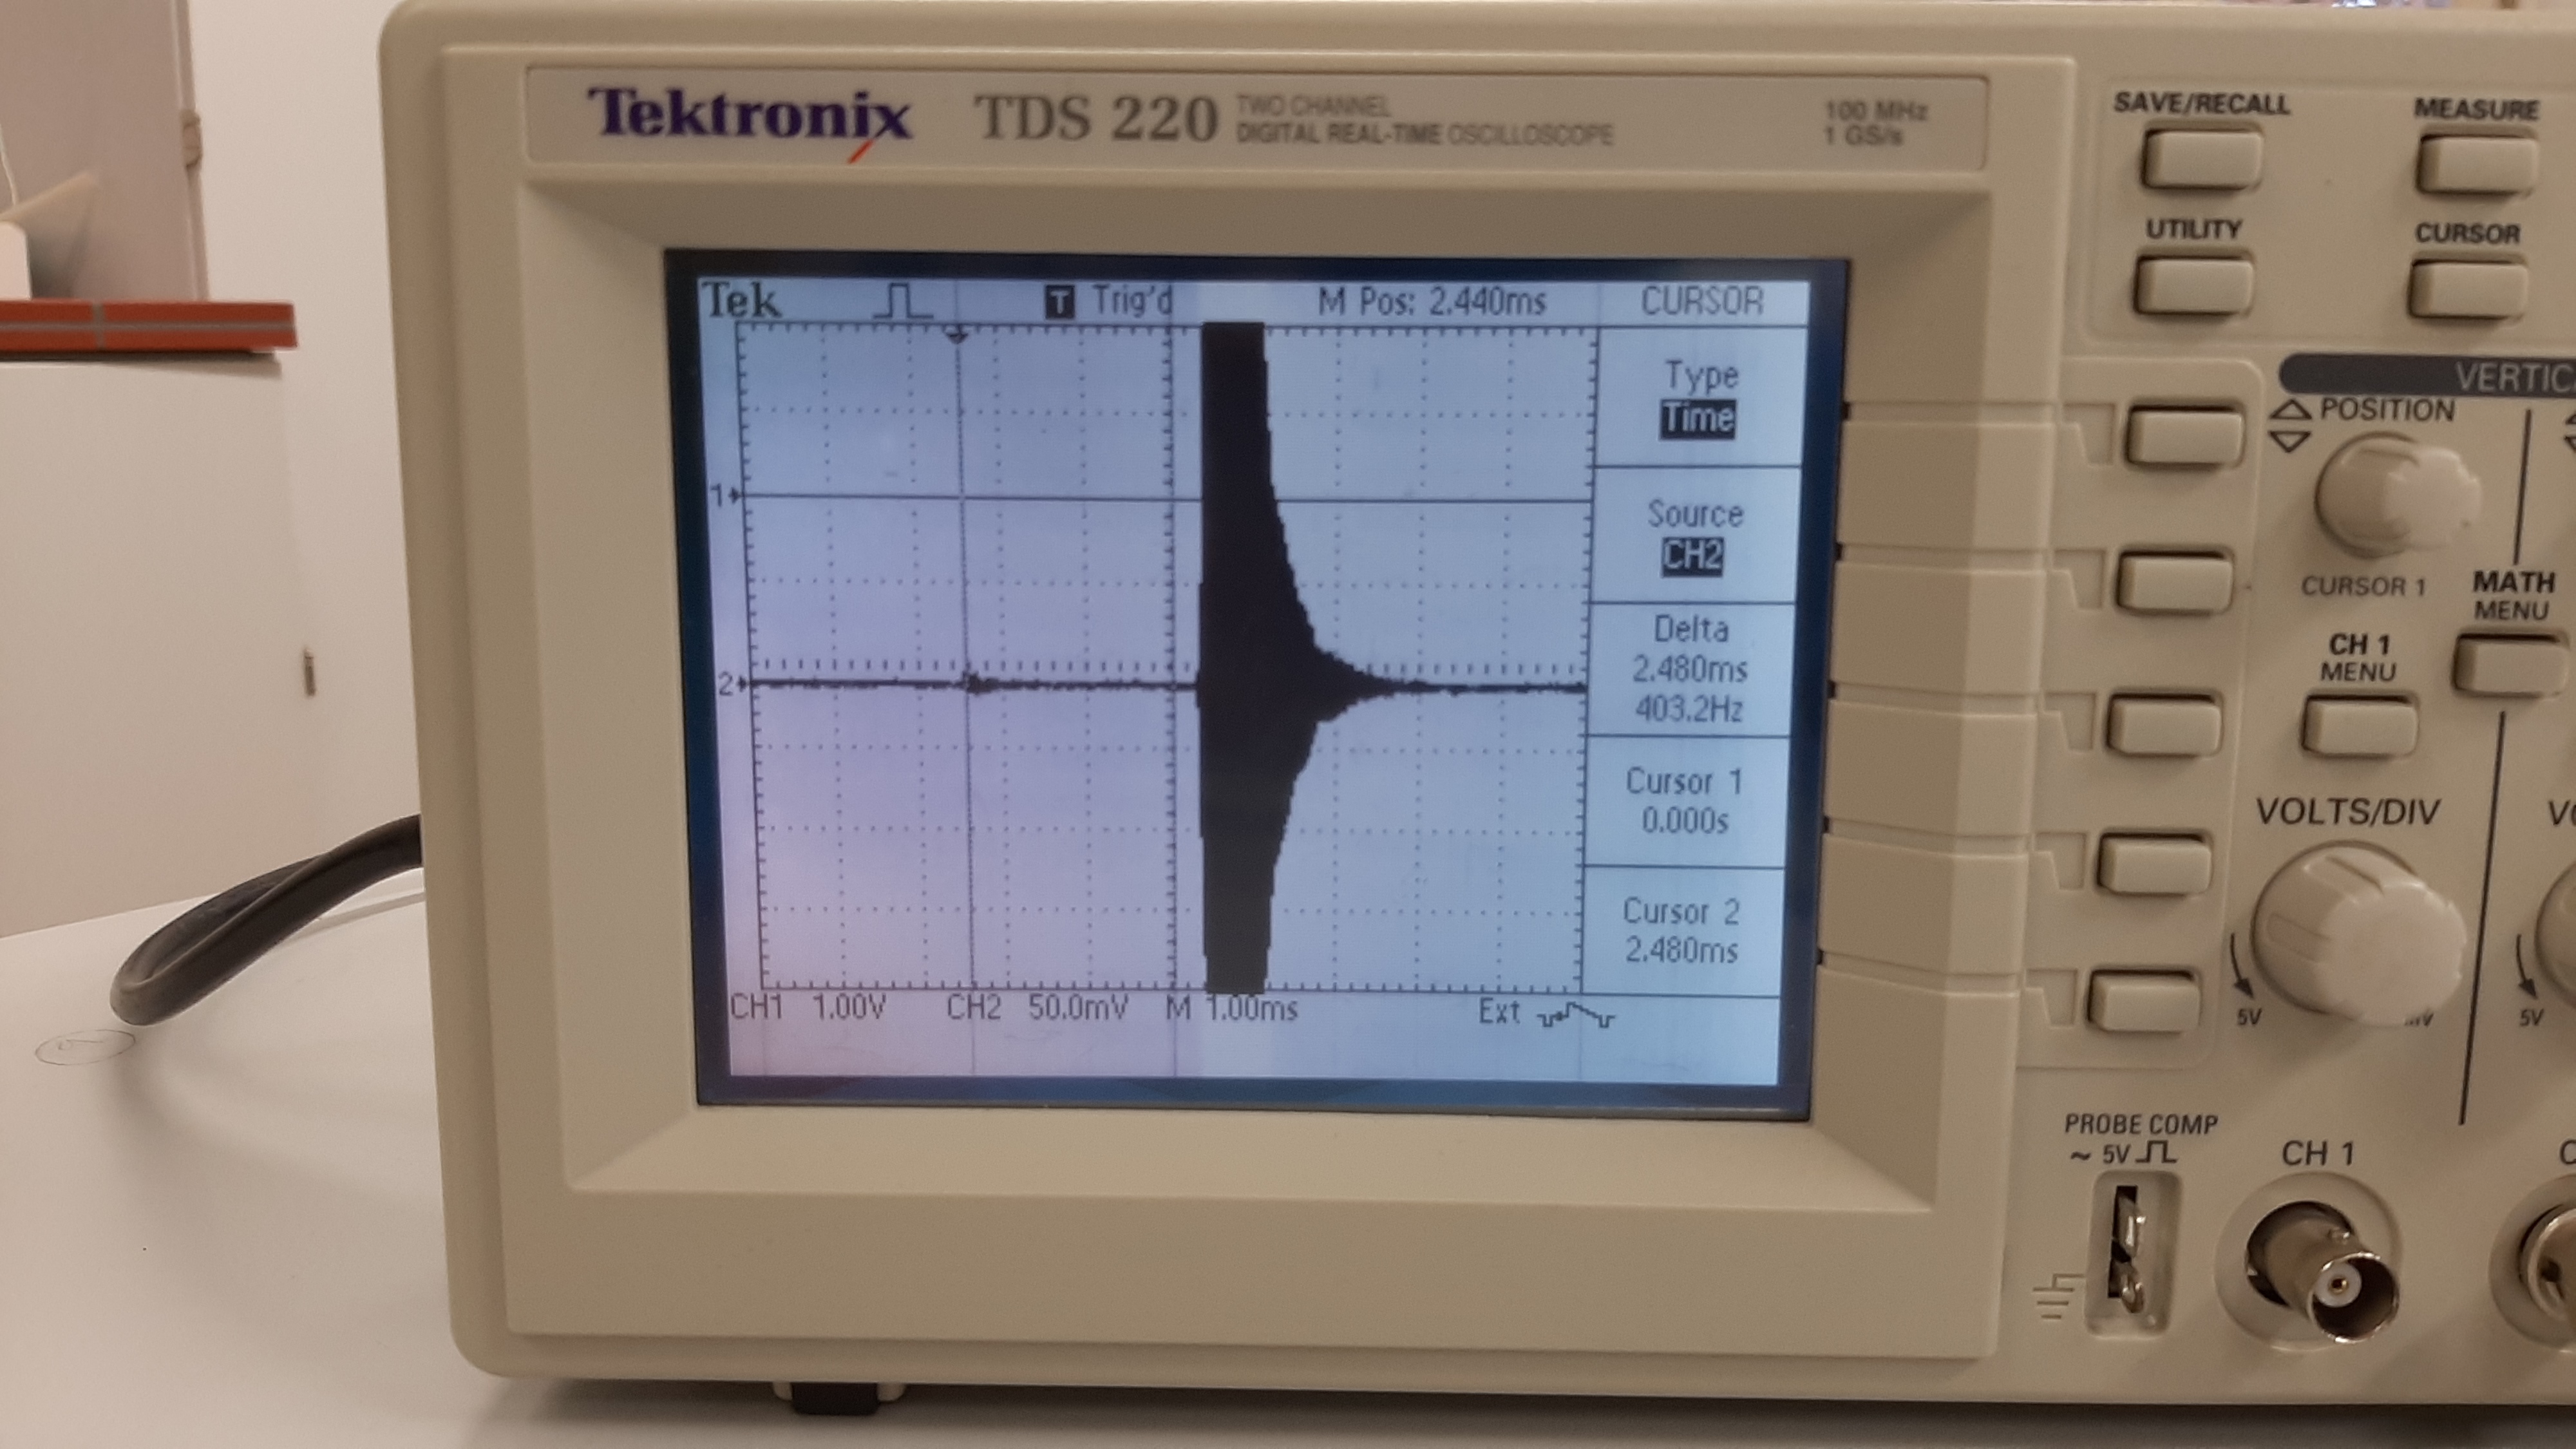 Tektronix TDS 220 TWO CHANNEL DIGITAL REAL-TIME OSCILLOSCOPE
100 MHz
1 GS/s
Tek T Trig'd M Pos: 2.440ms CURSOR
Type
Time
Source
CH2
Delta
2.480ms
403.2Hz
Cursor 1
0.000s
Cursor 2
2.480ms
1
2
CH1 1.00V CH2 50.0mV M 1.00ms Ext
SAVE/RECALL MEASURE
UTILITY CURSOR
POSITION
CURSOR 1
MATH
MENU
CH 1
MENU
VOLTS/DIV
5V
5V
PROBE COMP
~ 5V
CH 1